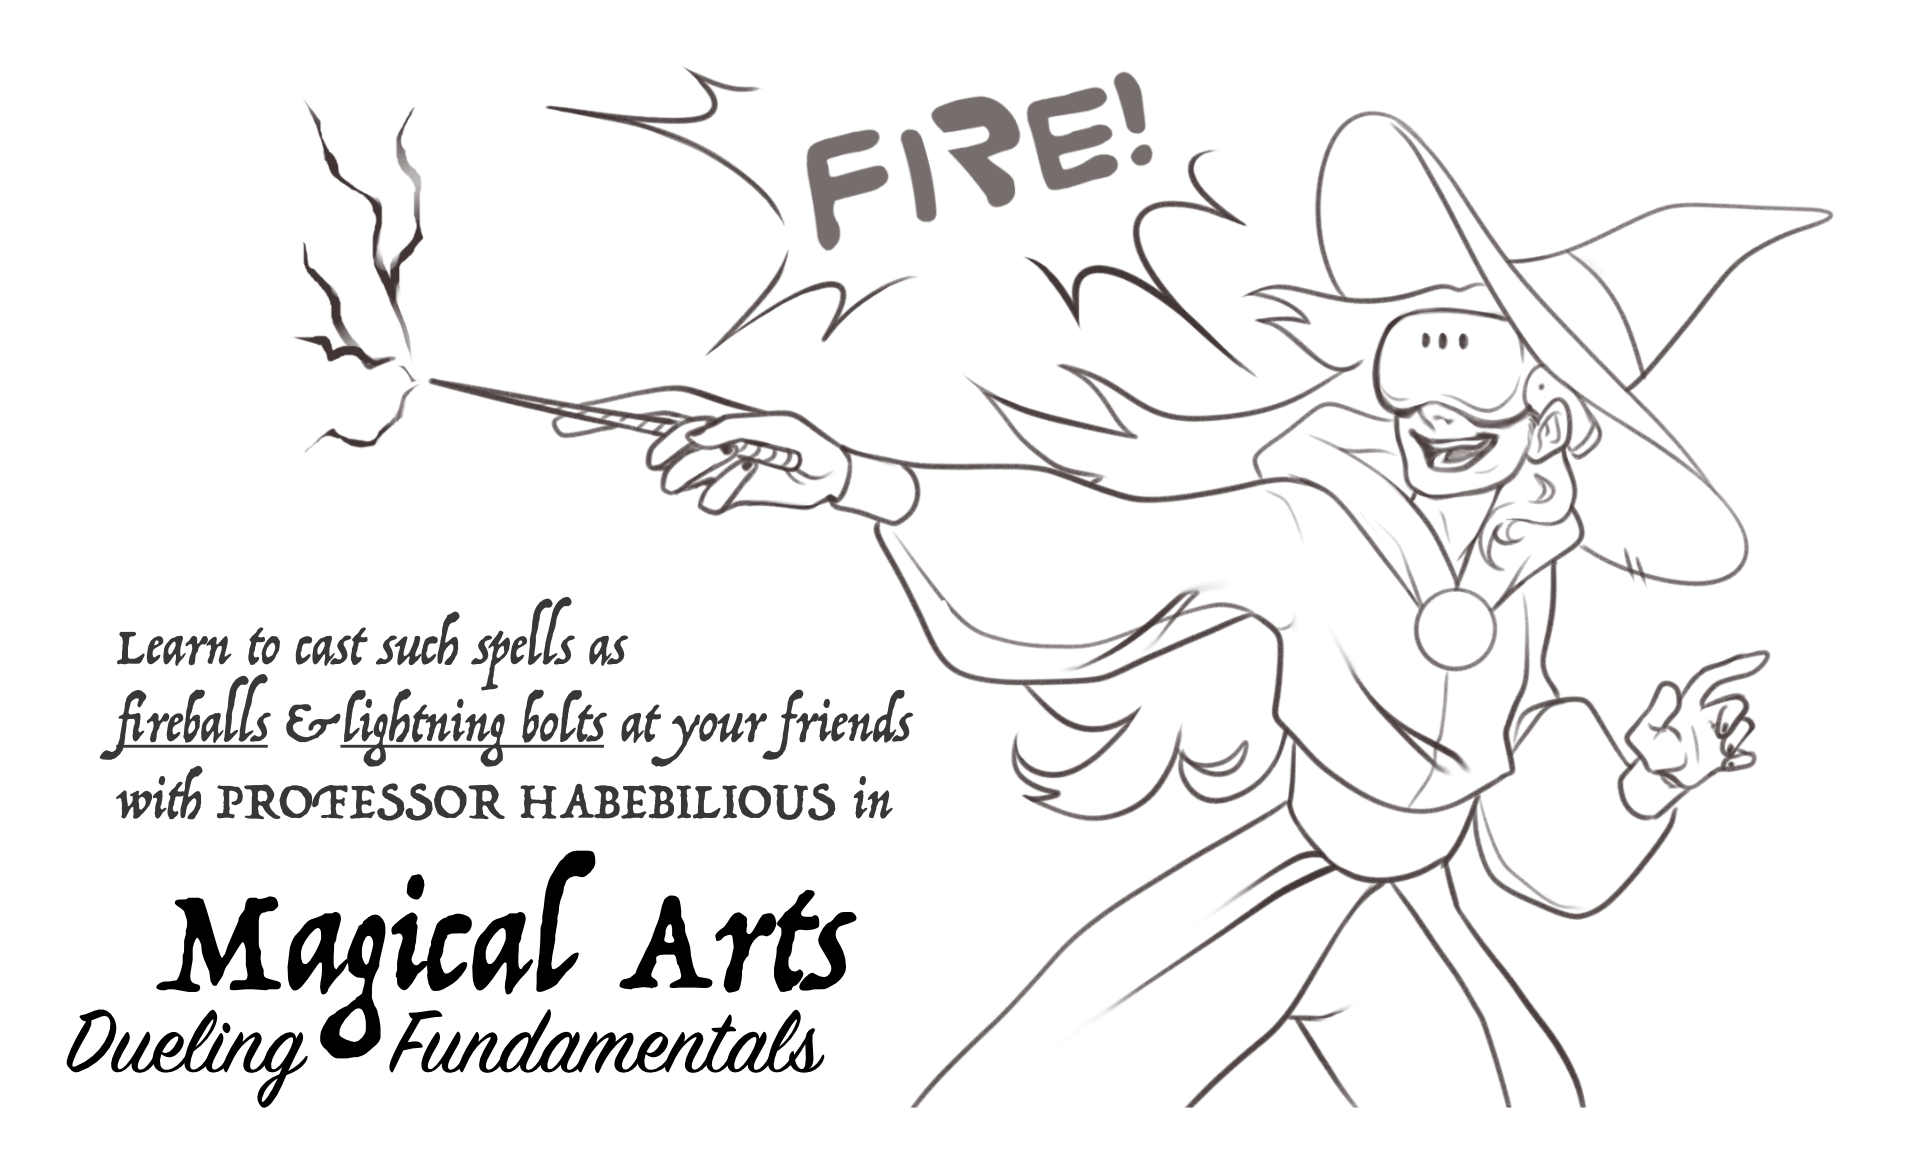 FIRE!
Learn to cast such spells as
fireballs & lightning bolts at your friends
with PROFESSOR HABEBILIOUS in
Magical Arts
Dueling Fundamentals